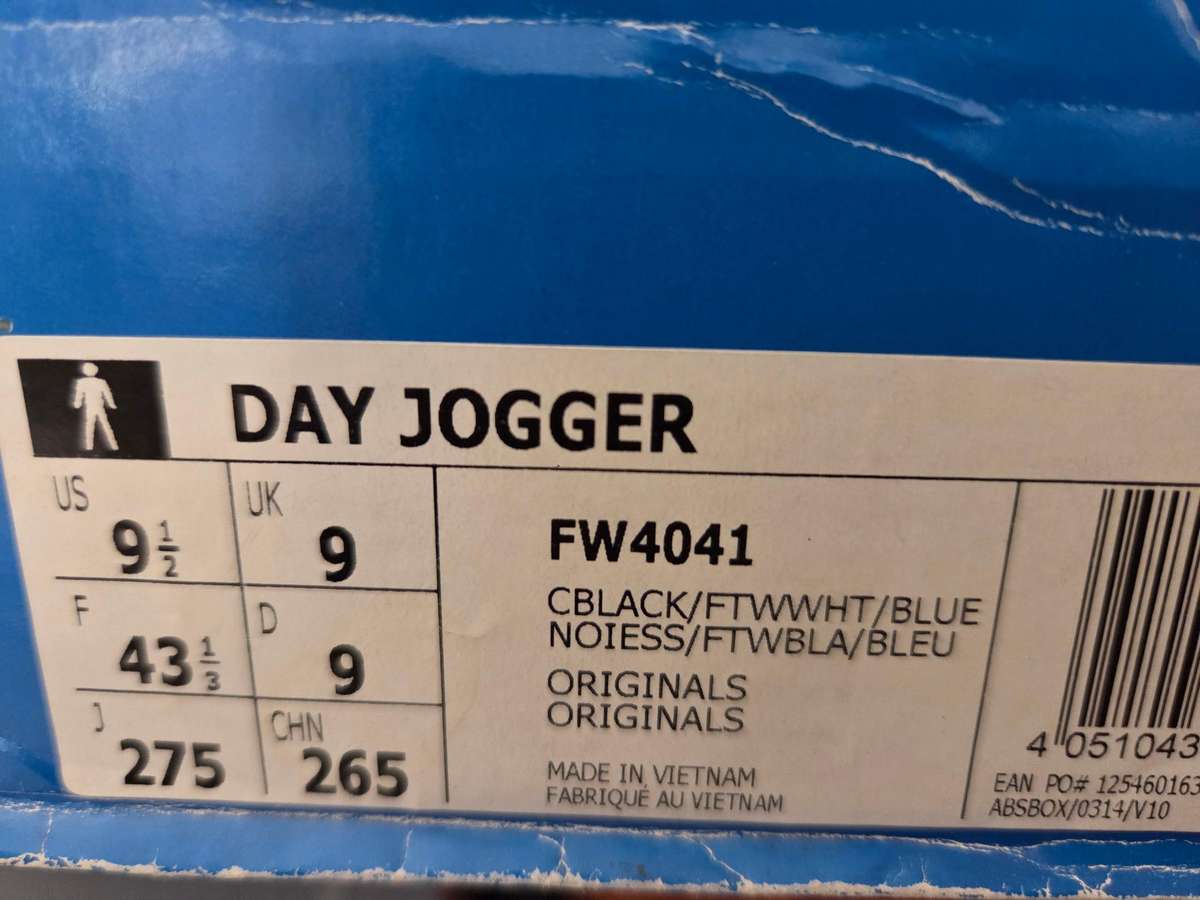 DAY JOGGER
US 9 1/2
UK 9
F 43 1/3
D 9
J 275
CHN 265
FW4041
CBLACK/FTWWHT/BLUE
NOIESS/FTWBLA/BLEU
ORIGINALS
ORIGINALS
MADE IN VIETNAM
FABRIQUÉ AU VIETNAM
4 051043
EAN PO# 125460163
ABSBOX/0314/V10